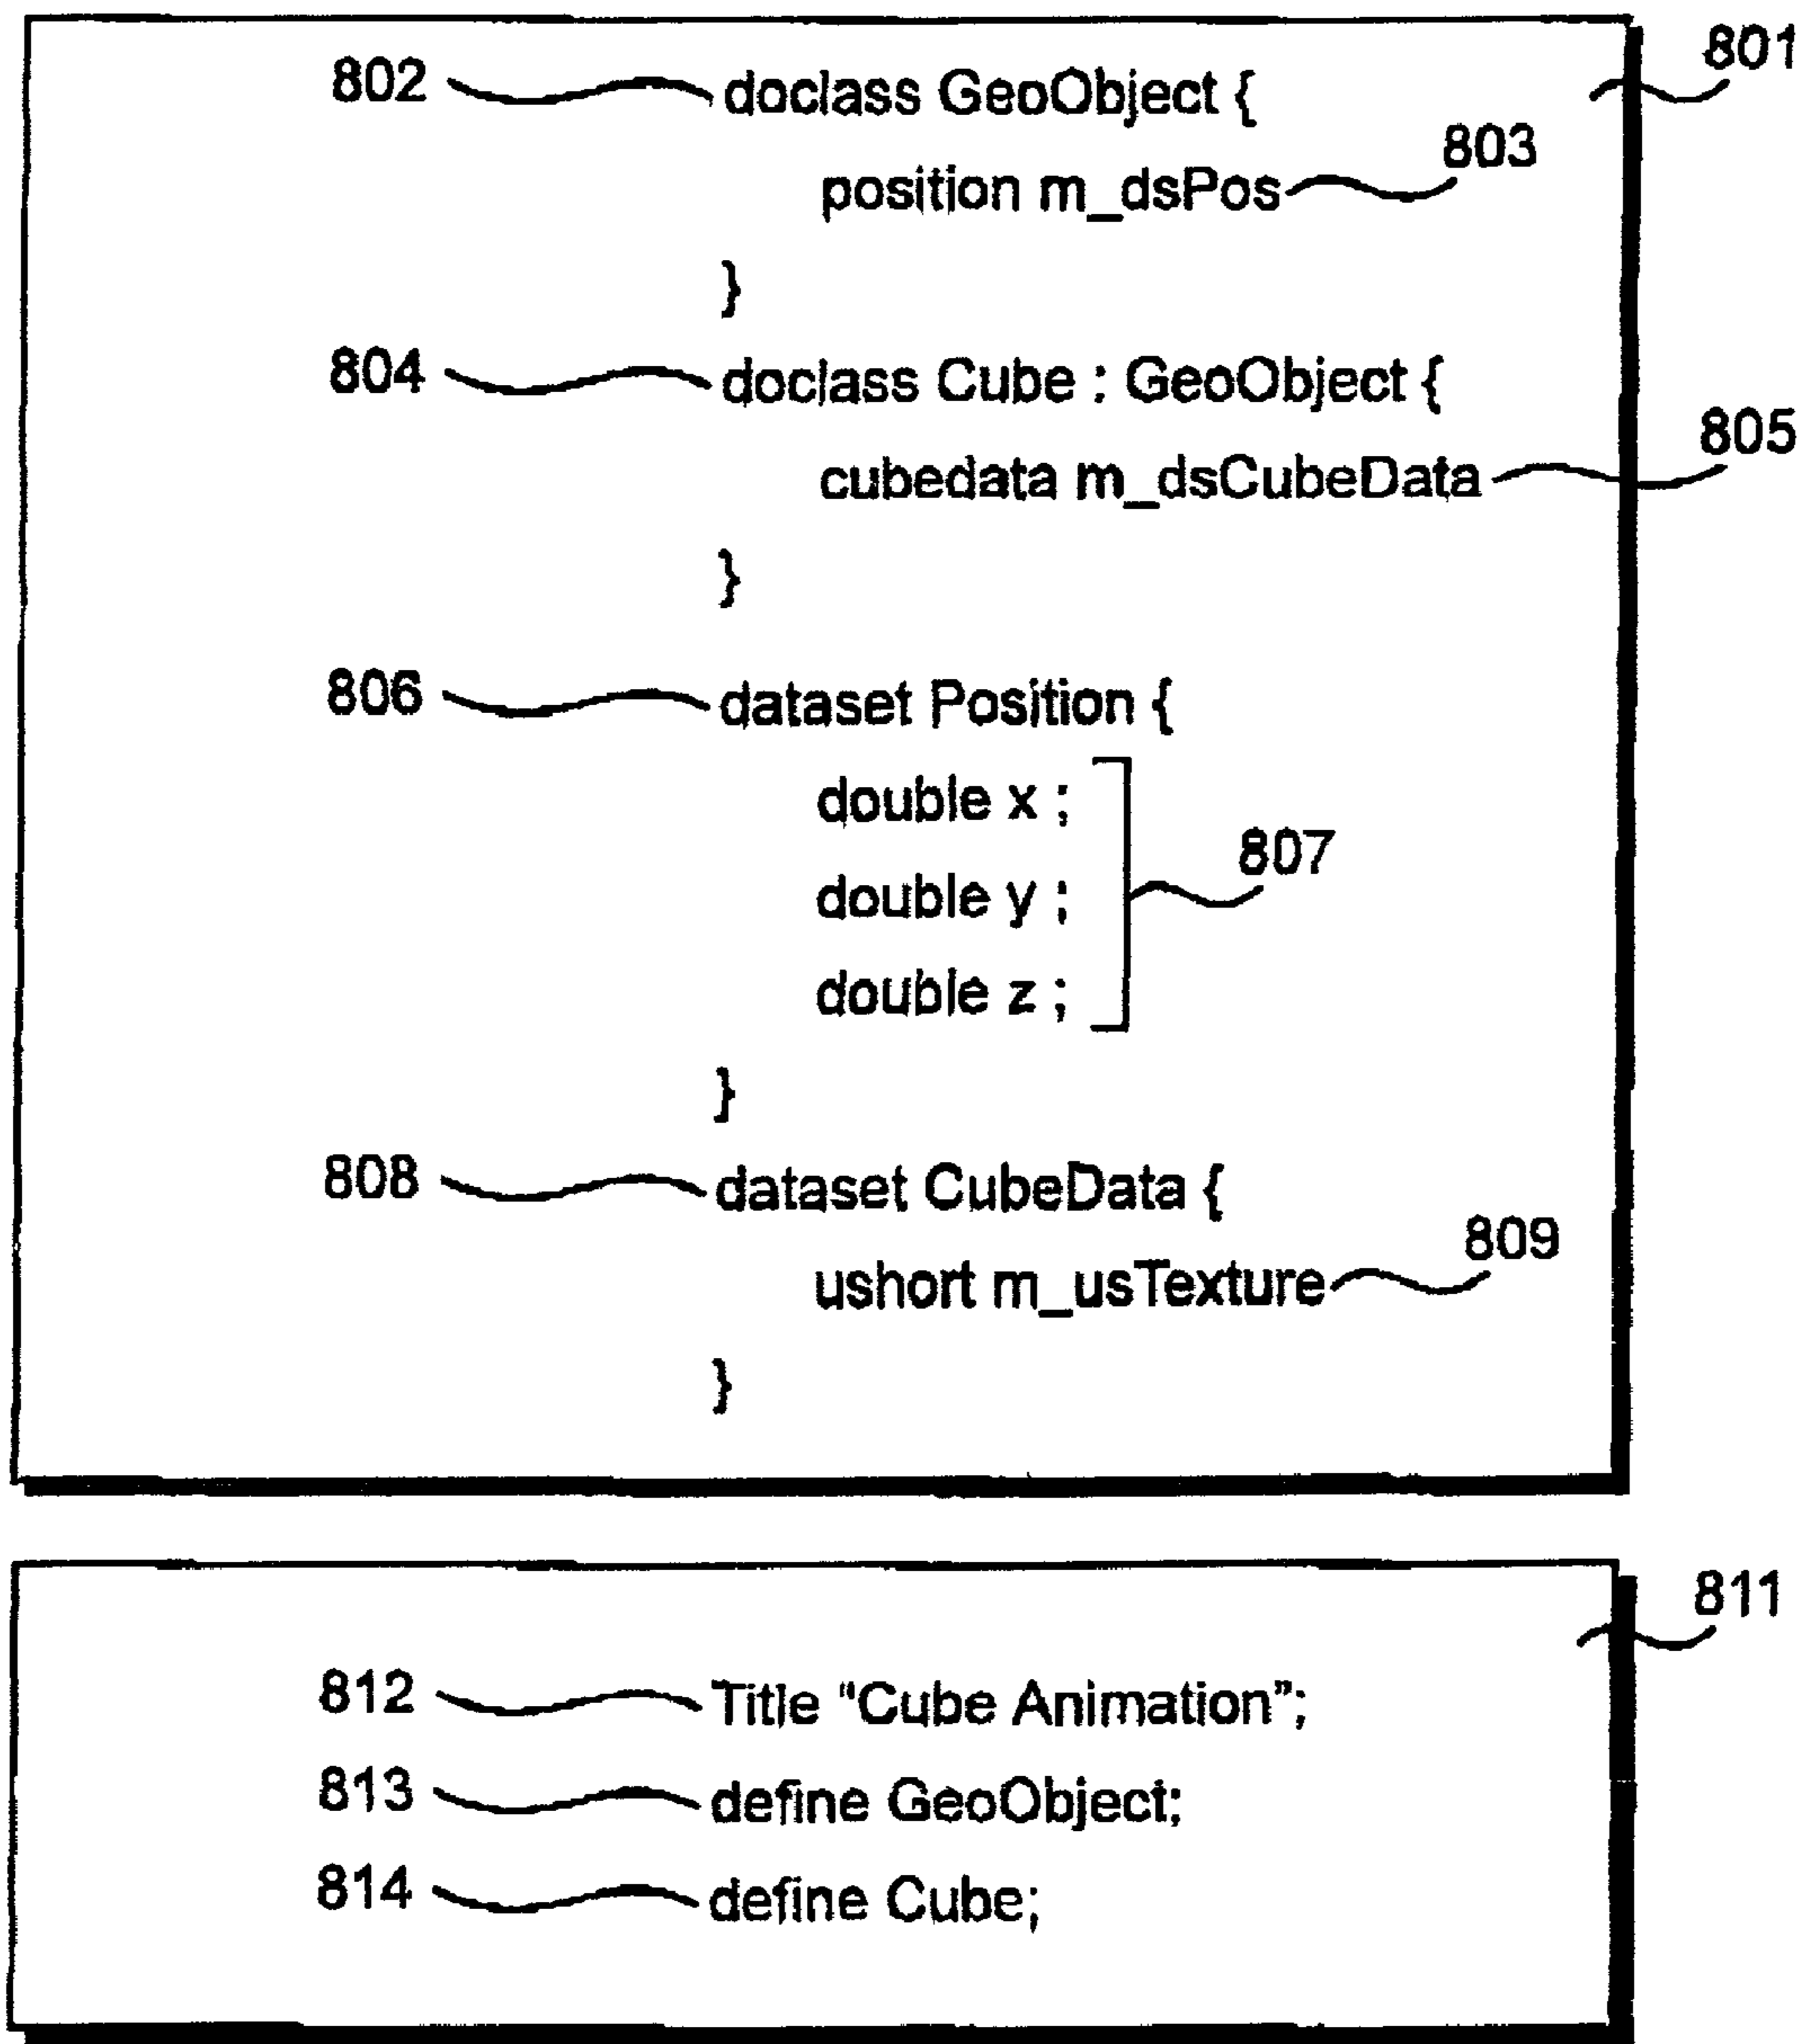 801
802 doclass GeoObject {
803
position m_dsPos
}
804 doclass Cube : GeoObject {
805
cubedata m_dsCubeData
}
806 dataset Position {
double x ;
807
double y ;
double z ;
}
808 dataset CubeData {
809
ushort m_usTexture
}
811
812 Title "Cube Animation";
813 define GeoObject;
814 define Cube;